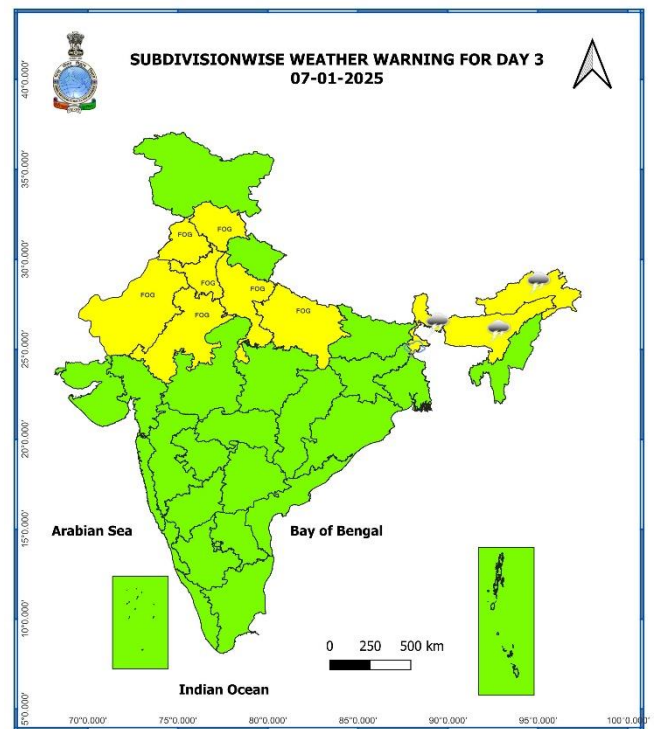 SUBDIVISIONWISE WEATHER WARNING FOR DAY 3
07-01-2025
40°0.000'
35°0.000'
30°0.000'
25°0.000'
20°0.000'
15°0.000'
10°0.000'
5°0.000'
FOG
FOG
FOG
FOG
FOG
FOG
FOG
Arabian Sea
Bay of Bengal
0 250 500 km
Indian Ocean
70°0.000' 75°0.000' 80°0.000' 85°0.000' 90°0.000' 95°0.000' 100°0.000'